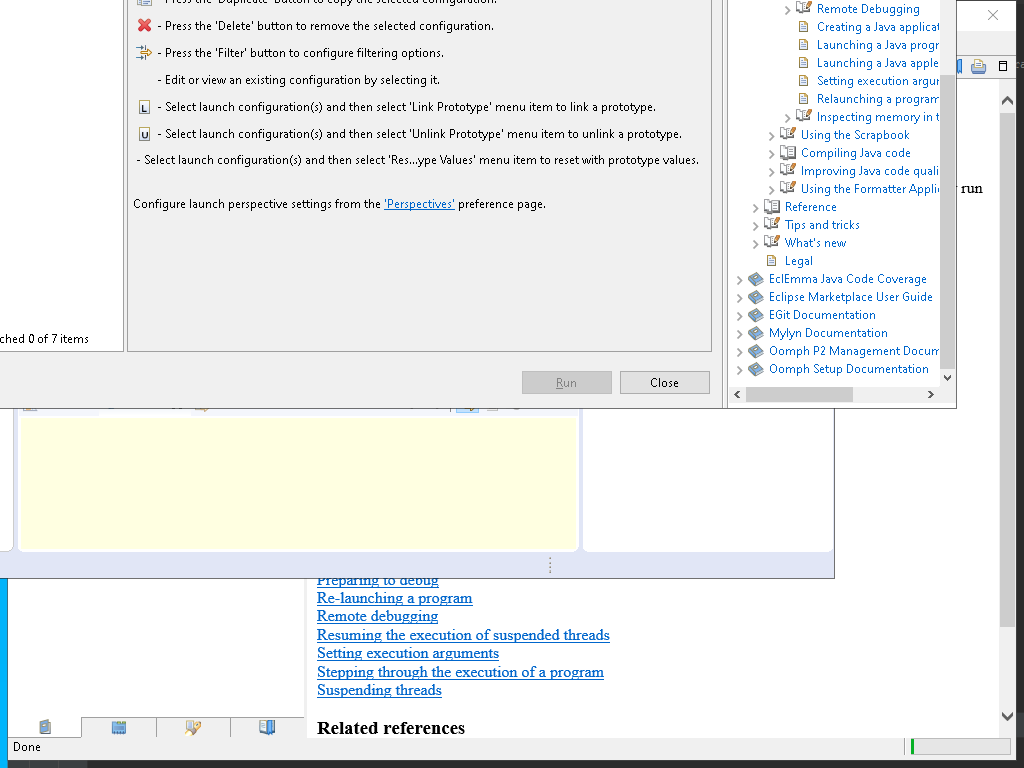 - Press the 'Duplicate' button to copy the selected configuration.
- Press the 'Delete' button to remove the selected configuration.
- Press the 'Filter' button to configure filtering options.
- Edit or view an existing configuration by selecting it.
L - Select launch configuration(s) and then select 'Link Prototype' menu item to link a prototype.
U - Select launch configuration(s) and then select 'Unlink Prototype' menu item to unlink a prototype.
- Select launch configuration(s) and then select 'Res...ype Values' menu item to reset with prototype values.
Configure launch perspective settings from the 'Perspectives' preference page.
ched 0 of 7 items
Run
Close
Remote Debugging
Creating a Java applicat
Launching a Java progr
Launching a Java apple
Setting execution argur
Relaunching a program
Inspecting memory in t
Using the Scrapbook
Compiling Java code
Improving Java code quali
Using the Formatter Applic
Reference
Tips and tricks
What's new
Legal
EclEmma Java Code Coverage
Eclipse Marketplace User Guide
EGit Documentation
Mylyn Documentation
Oomph P2 Management Docum
Oomph Setup Documentation
run
Preparing to debug
Re-launching a program
Remote debugging
Resuming the execution of suspended threads
Setting execution arguments
Stepping through the execution of a program
Suspending threads
Related references
Done